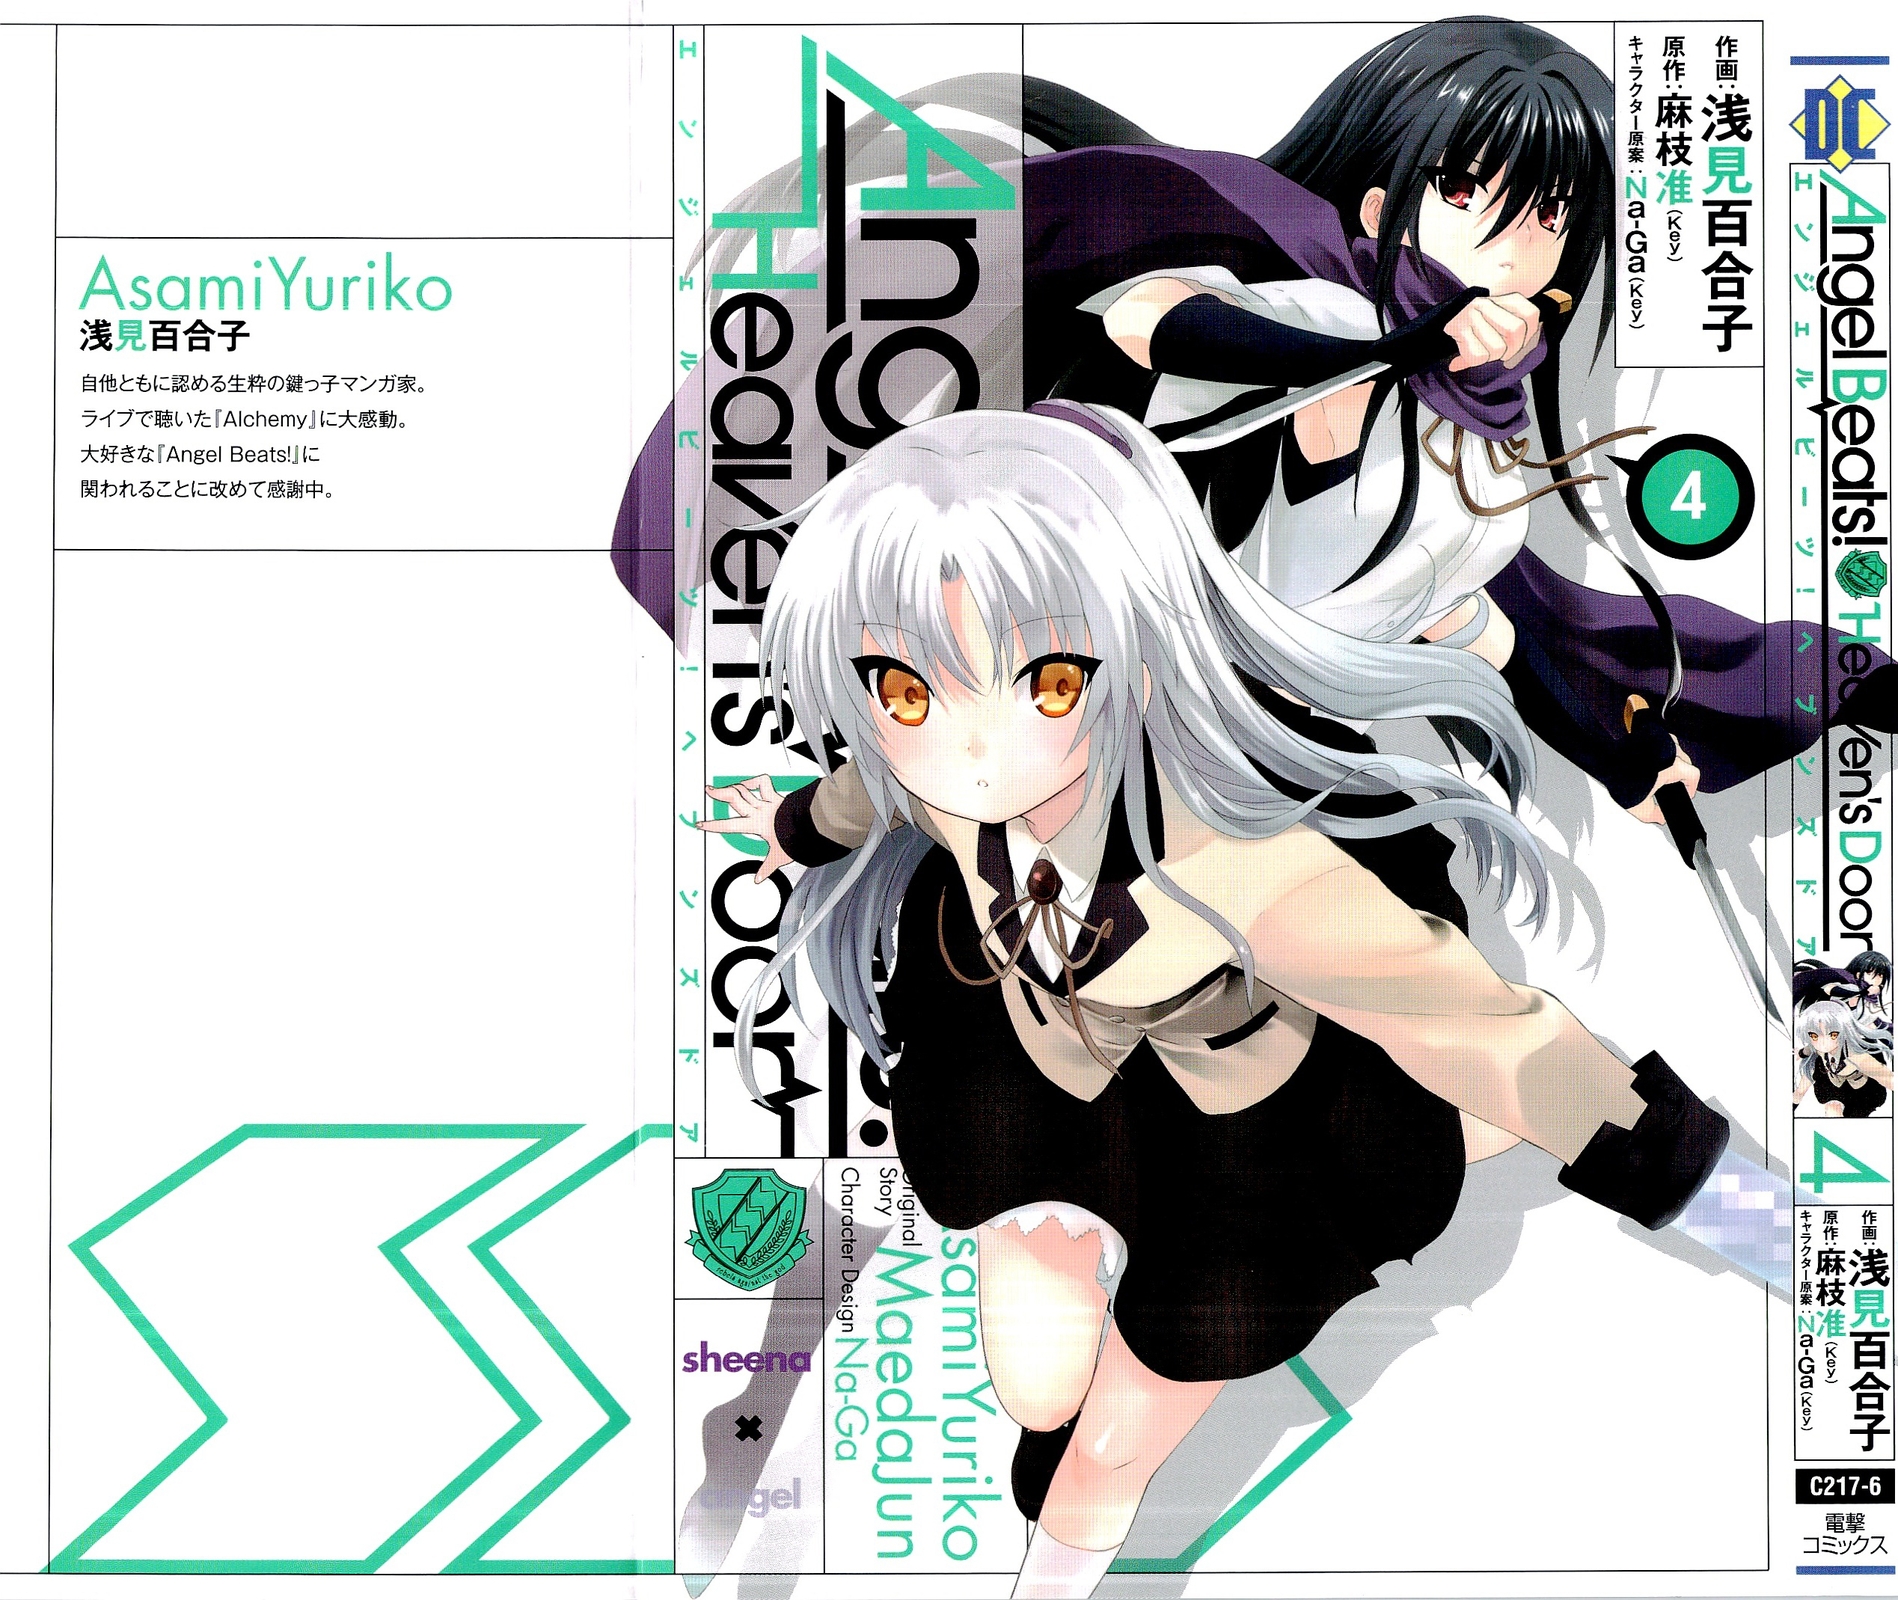 AsamiYuriko
浅見百合子
自他ともに認める生粋の鍵っ子マンガ家。
ライブで聴いた『Alchemy』に大感動。
大好きな『Angel Beats!』に
関われることに改めて感謝中。
エンジェルビーツ!ヘブンズドア
Ang
Heaven's Door
rebels against the god
sheena
×
angel
Original
Story
MaedaJun
Character Design
Na-Ga
AsamiYuriko
作画:浅見百合子
原作:麻枝准(Key)
キャラクター原案:Na-Ga(Key)
4
DC
Angel Beats!
Heaven's Door
エンジェルビーツ!ヘブンズドア
4
作画:浅見百合子
原作:麻枝准(Key)
キャラクター原案:Na-Ga(Key)
C217-6
電撃
コミックス